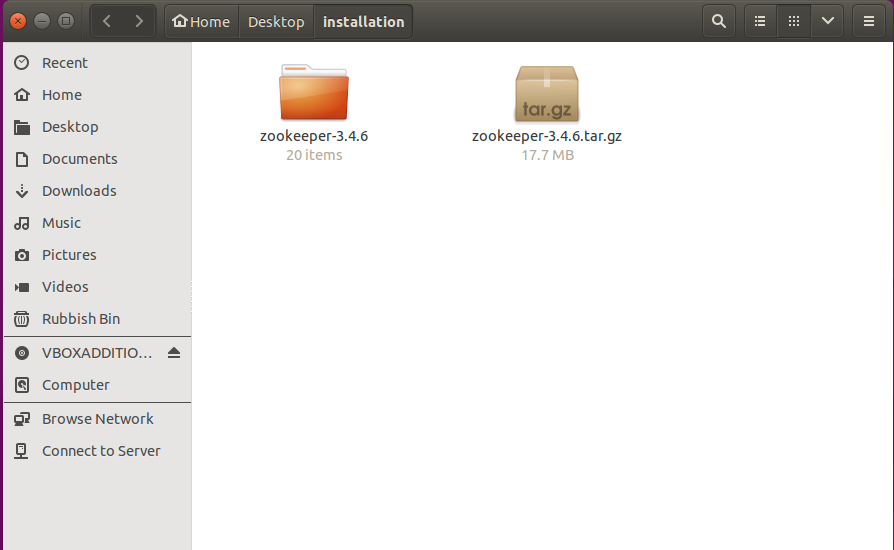 Home Desktop installation
Recent
Home
Desktop
Documents
Downloads
Music
Pictures
Videos
Rubbish Bin
VBOXADDITIO...
Computer
Browse Network
Connect to Server
zookeeper-3.4.6
20 items
tar.gz
zookeeper-3.4.6.tar.gz
17.7 MB